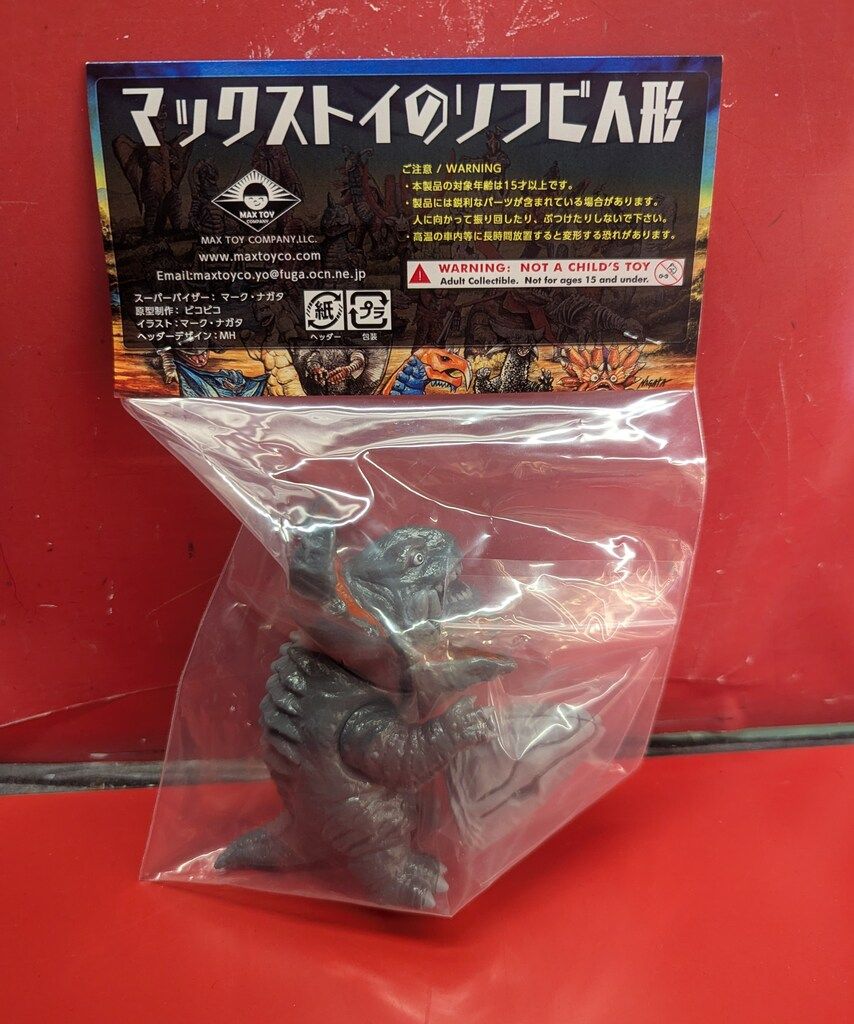 マックストイのソフビ人形
MAX TOY
COMPANY
MAX TOY COMPANY,LLC.
www.maxtoyco.com
Email:maxtoyco.yo@fuga.ocn.ne.jp
スーパーバイザー：マーク・ナガタ
原型制作：ピコピコ
イラスト：マーク・ナガタ
ヘッダーデザイン：MH
紙
ヘッダー
プラ
包装
ご注意 / WARNING
・本製品の対象年齢は15才以上です。
・製品には鋭利なパーツが含まれている場合があります。
人に向かって振り回したり、ぶつけたりしないで下さい。
・高温の車内等に長時間放置すると変形する恐れがあります。
WARNING: NOT A CHILD'S TOY
Adult Collectible. Not for ages 15 and under.
NAGATA